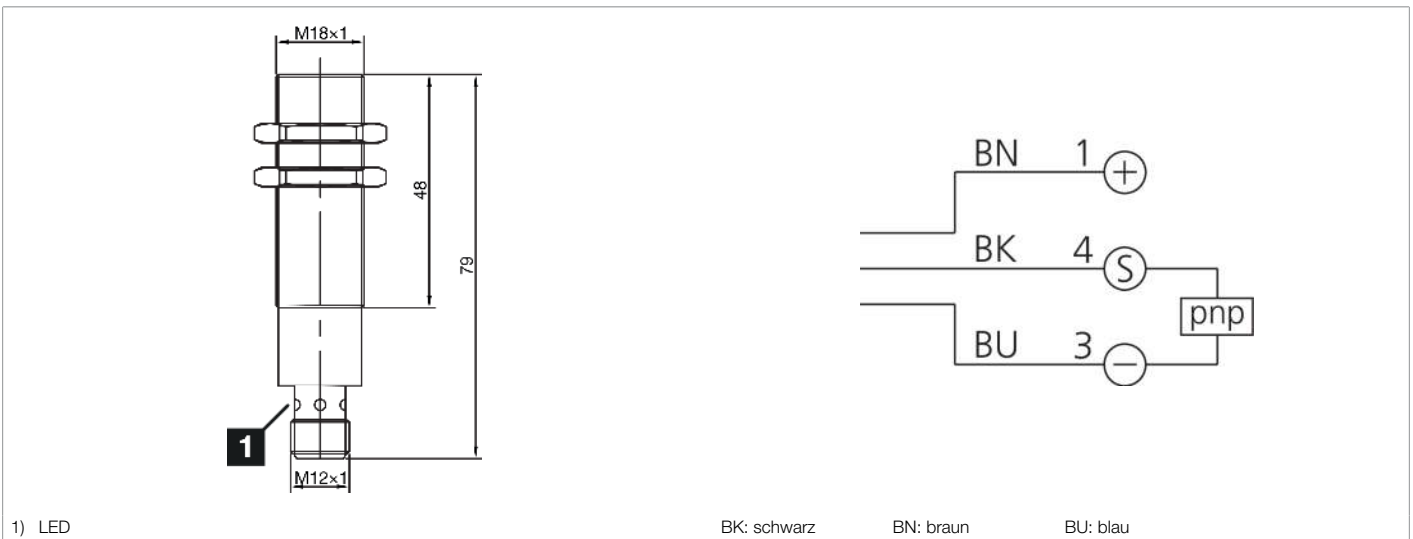 M18×1
48
79
1
M12×1
BN 1 +
BK 4 S
pnp
BU 3 −
1) LED
BK: schwarz BN: braun BU: blau